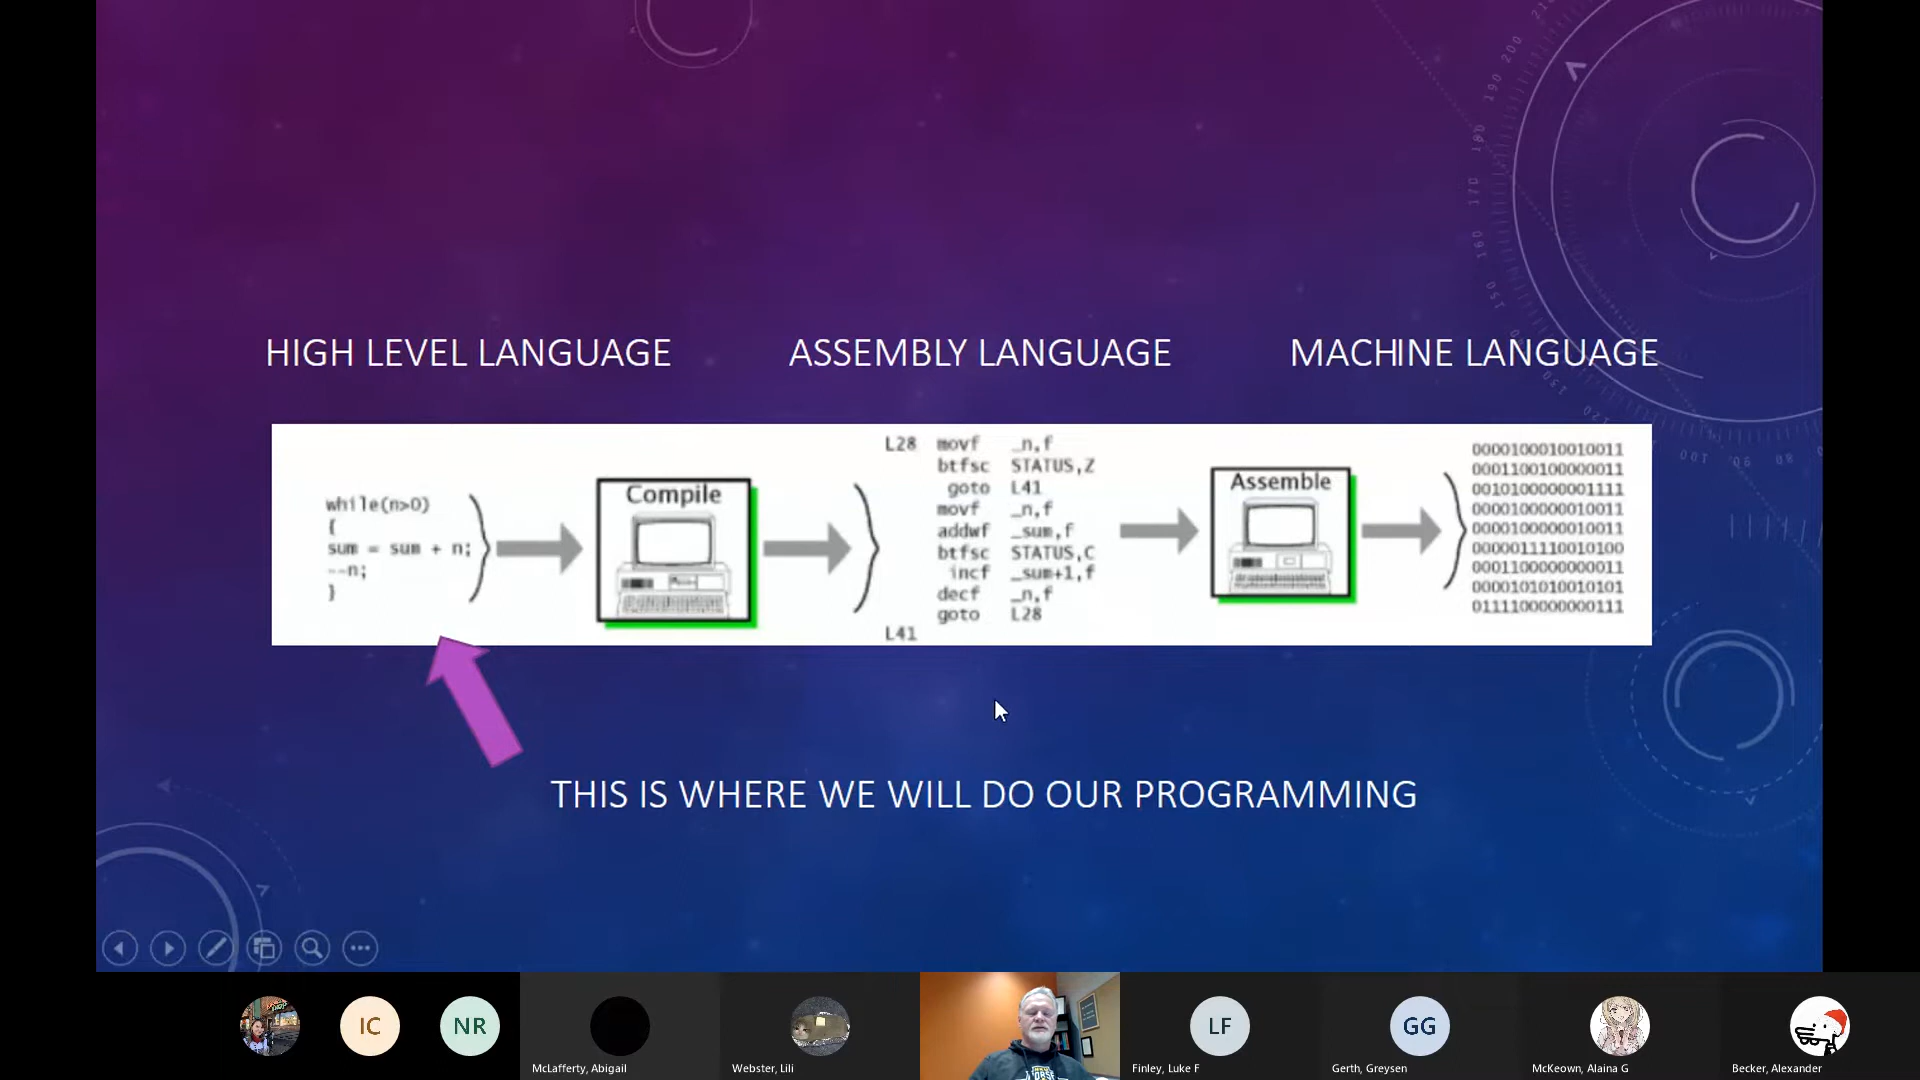 HIGH LEVEL LANGUAGE
ASSEMBLY LANGUAGE
MACHINE LANGUAGE
while(n>0)
{
sum = sum + n;
--n;
}
Compile
L28 movf _n,f
btfsc STATUS,Z
goto L41
movf _n,f
addwf _sum,f
btfsc STATUS,C
incf _sum+1,f
decf _n,f
goto L28
L41
Assemble
0000100010010011
0001100100000011
0010100000001111
0000100000010011
0000100000010011
0000011110010100
0001100000000011
0000101010010101
0111100000000111
THIS IS WHERE WE WILL DO OUR PROGRAMMING
IC
NR
McLafferty, Abigail
Webster, Lili
LF
Finley, Luke F
GG
Gerth, Greysen
McKeown, Alaina G
Becker, Alexander